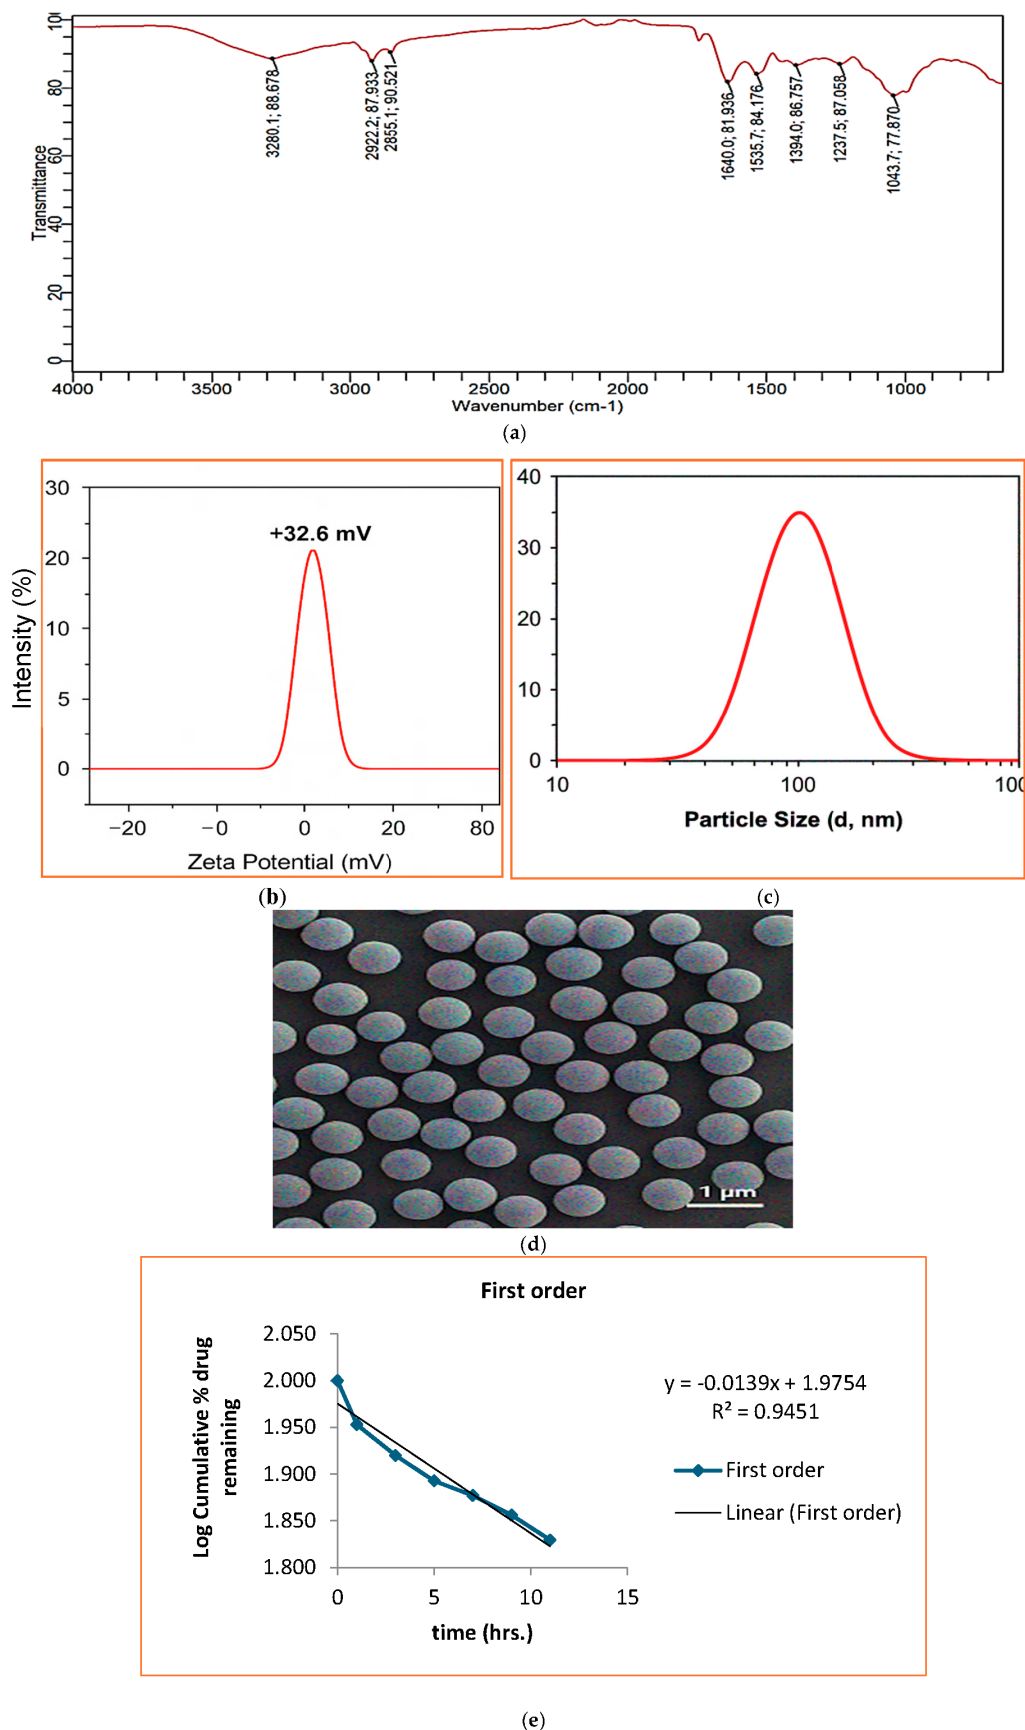 100
80
60
40
20
0
Transmittance
3280.1; 88.678
2922.2; 87.933
2855.1; 90.521
1640.0; 81.936
1535.7; 84.176
1394.0; 86.757
1237.5; 87.058
1043.7; 77.870
4000 3500 3000 2500 2000 1500 1000
Wavenumber (cm-1)
(a)
30
20
10
5
0
Intensity (%)
+32.6 mV
−20 −0 0 20 80
Zeta Potential (mV)
(b)
40
30
20
10
0
10 100 100
Particle Size (d, nm)
(c)
1 µm
(d)
First order
Log Cumulative % drug
remaining
2.050
2.000
1.950
1.900
1.850
1.800
0 5 10 15
time (hrs.)
y = -0.0139x + 1.9754
R² = 0.9451
First order
Linear (First order)
(e)